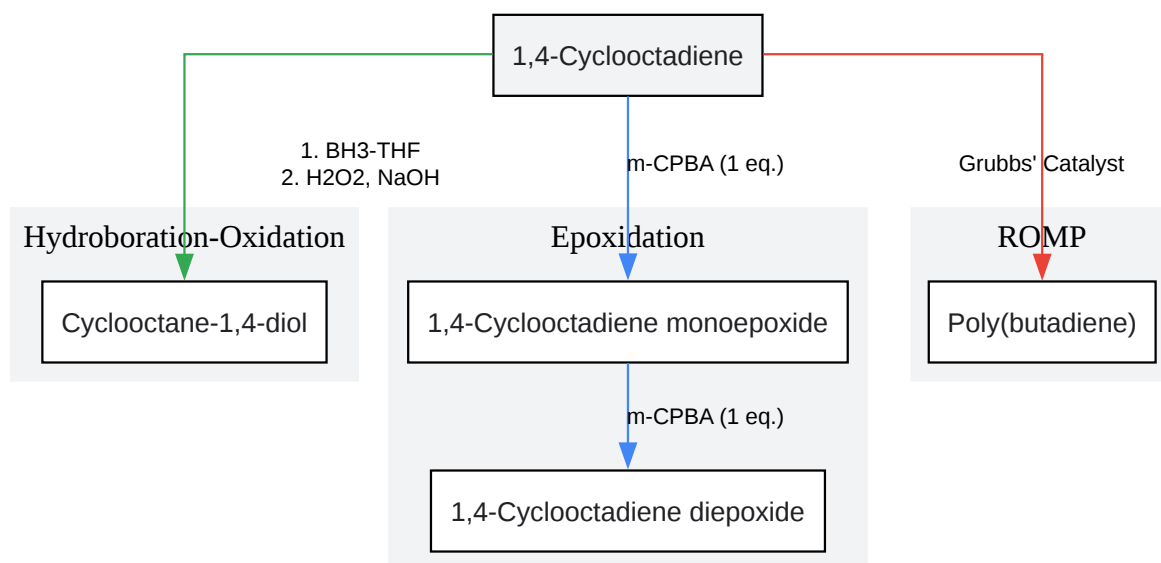 1,4-Cyclooctadiene
1. BH3-THF
2. H2O2, NaOH
m-CPBA (1 eq.)
Grubbs' Catalyst
Hydroboration-Oxidation
Epoxidation
ROMP
Cyclooctane-1,4-diol
1,4-Cyclooctadiene monoepoxide
Poly(butadiene)
m-CPBA (1 eq.)
1,4-Cyclooctadiene diepoxide